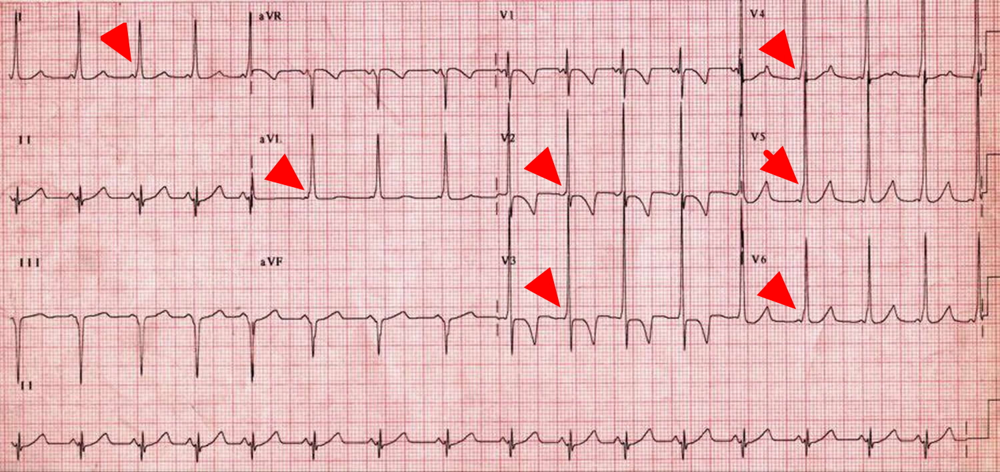 I aVR V1 V4
II aVL V2 V5
III aVF V3 V6
II